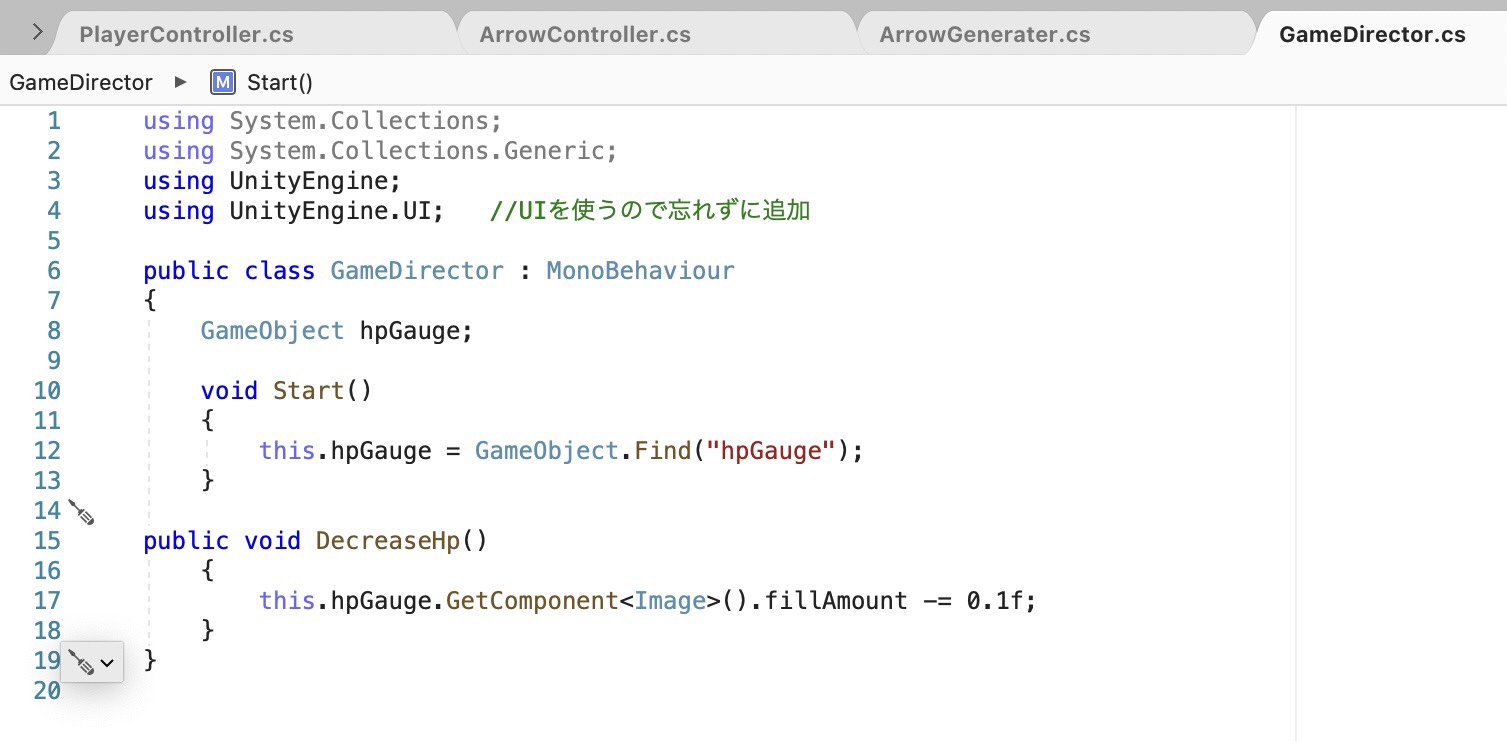 PlayerController.cs
ArrowController.cs
ArrowGenerater.cs
GameDirector.cs
GameDirector ▶ M Start()
1 using System.Collections;
2 using System.Collections.Generic;
3 using UnityEngine;
4 using UnityEngine.UI; //UIを使うので忘れずに追加
5
6 public class GameDirector : MonoBehaviour
7 {
8 GameObject hpGauge;
9
10 void Start()
11 {
12 this.hpGauge = GameObject.Find("hpGauge");
13 }
14
15 public void DecreaseHp()
16 {
17 this.hpGauge.GetComponent<Image>().fillAmount -= 0.1f;
18 }
19 }
20